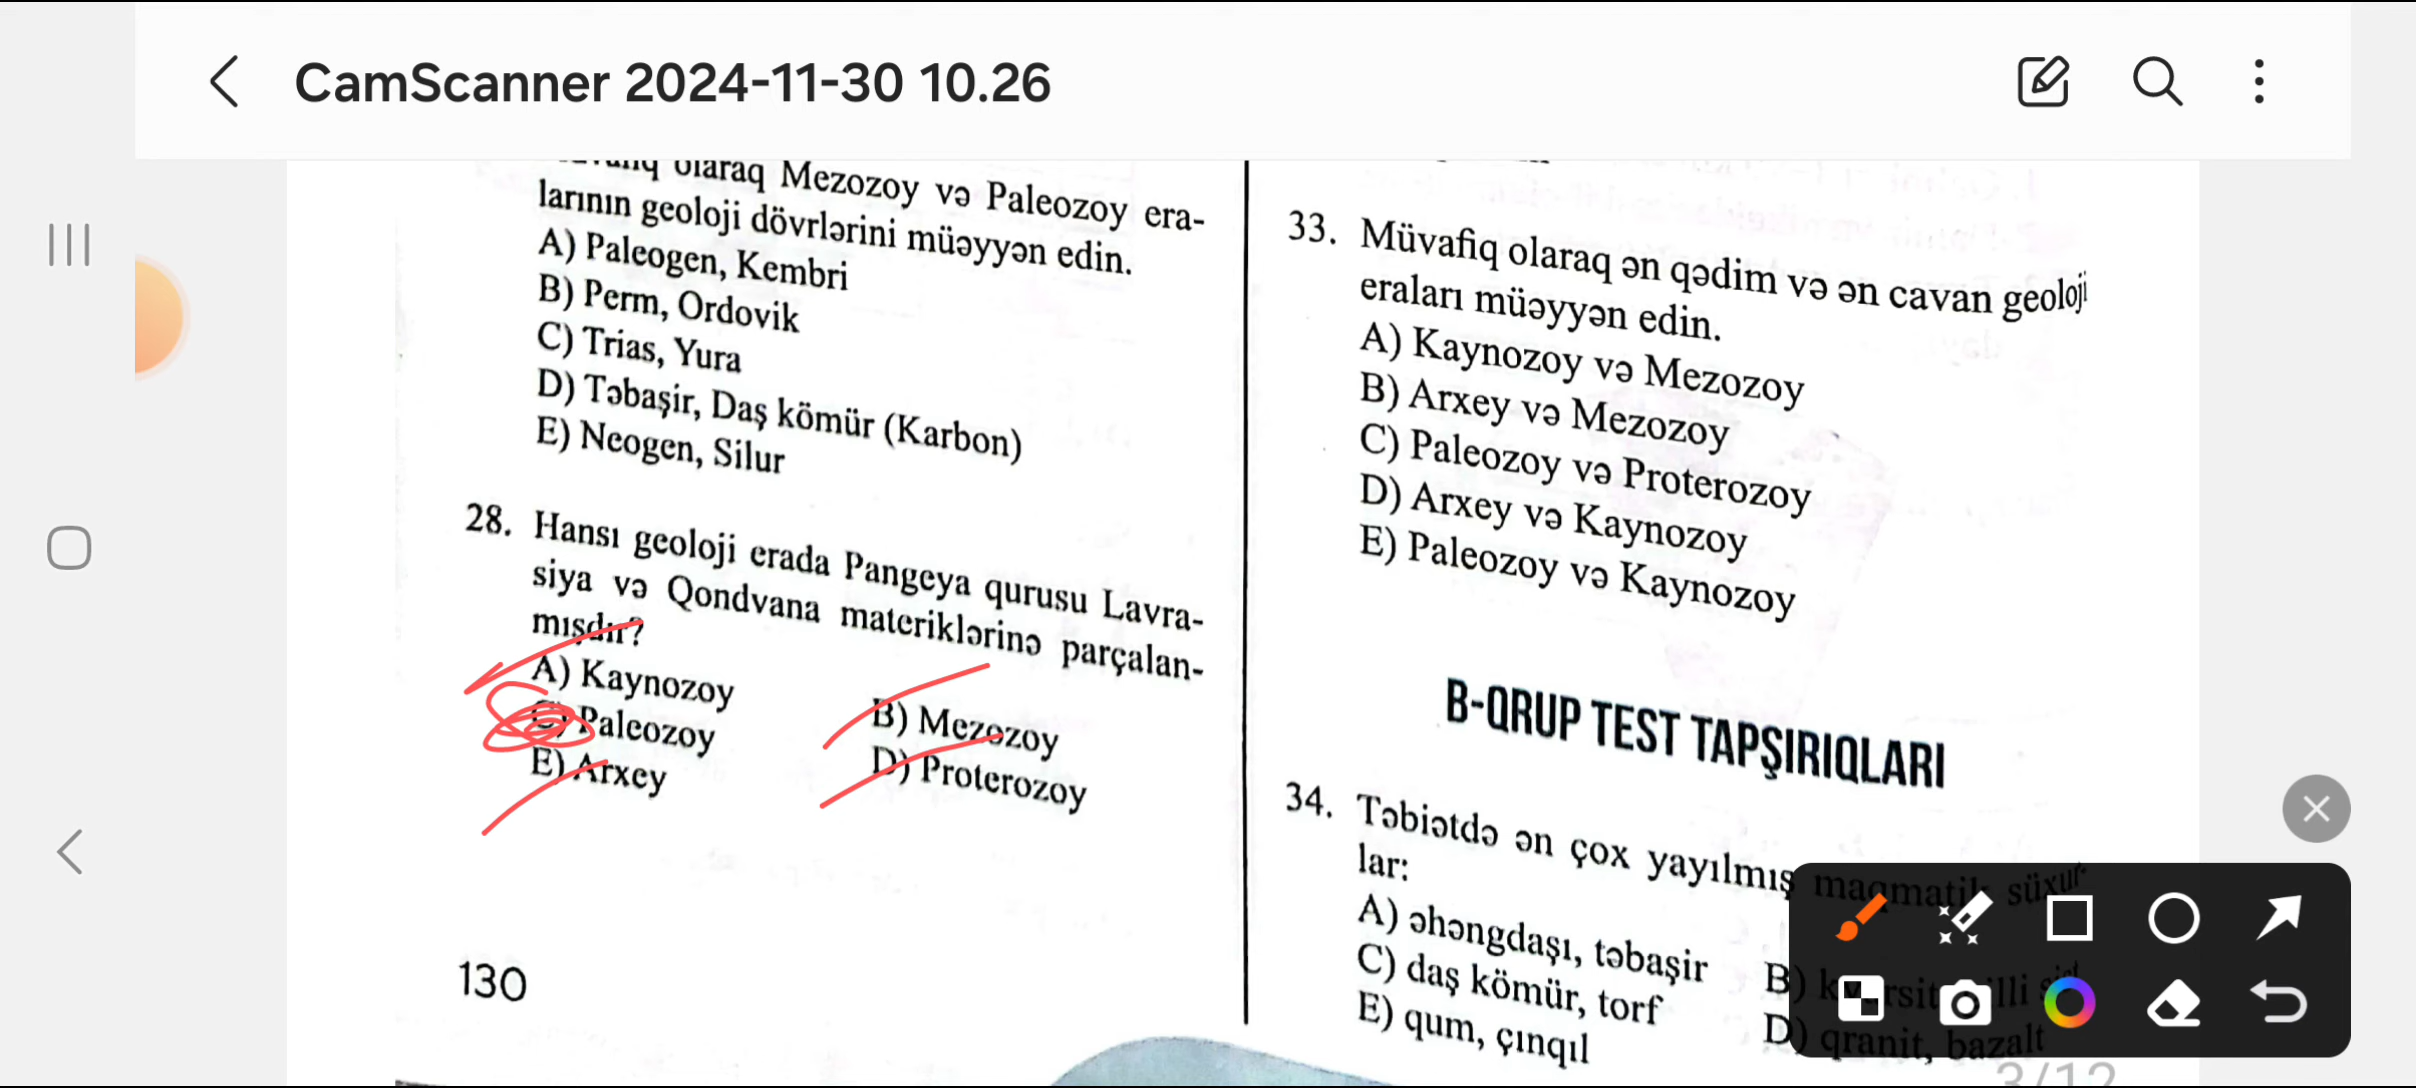 CamScanner 2024-11-30 10.26
olaraq Mezozoy və Paleozoy era-
larının geoloji dövrlərini müəyyən edin.
A) Paleogen, Kembri
B) Perm, Ordovik
C) Trias, Yura
D) Təbaşir, Daş kömür (Karbon)
E) Neogen, Silur
28. Hansı geoloji erada Pangeya qurusu Lavra-
siya və Qondvana materiklərinə parçalan-
mışdır?
A) Kaynozoy
B) Mezozoy
C) Paleozoy
D) Proterozoy
E) Arxey
130
33. Müvafiq olaraq ən qədim və ən cavan geoloji
eraları müəyyən edin.
A) Kaynozoy və Mezozoy
B) Arxey və Mezozoy
C) Paleozoy və Proterozoy
D) Arxey və Kaynozoy
E) Paleozoy və Kaynozoy
B-QRUP TEST TAPŞIRIQLARI
34. Təbiətdə ən çox yayılmış maqmatik süxur-
lar:
A) əhəngdaşı, təbaşir
B)
C) daş kömür, torf
D) qranit, bazalt
E) qum, çınqıl
3/12